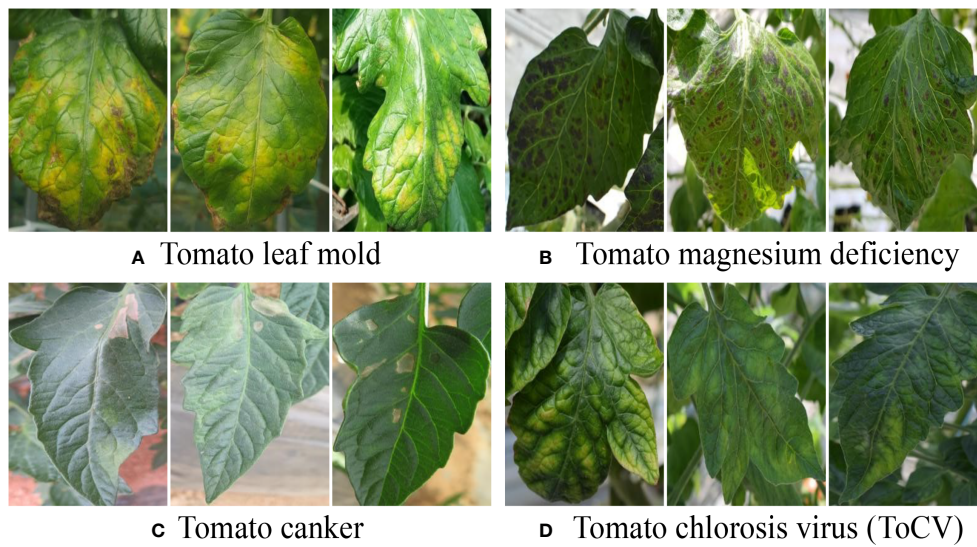 A Tomato leaf mold
B Tomato magnesium deficiency
C Tomato canker
D Tomato chlorosis virus (ToCV)